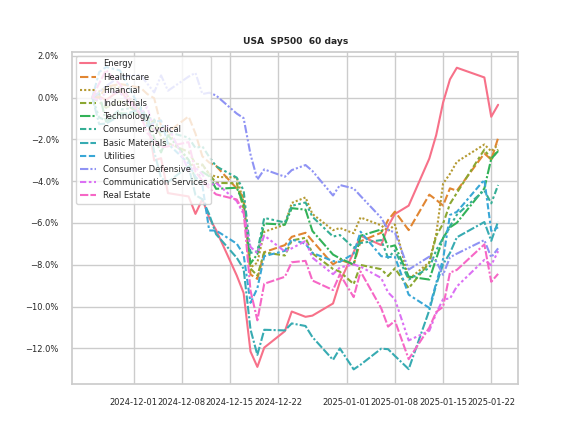 USA  SP500  60 days
2.0%
0.0%
−2.0%
−4.0%
−6.0%
−8.0%
−10.0%
−12.0%
Energy
Healthcare
Financial
Industrials
Technology
Consumer Cyclical
Basic Materials
Utilities
Consumer Defensive
Communication Services
Real Estate
2024-12-01 2024-12-08 2024-12-15 2024-12-22 2025-01-01 2025-01-08 2025-01-15 2025-01-22